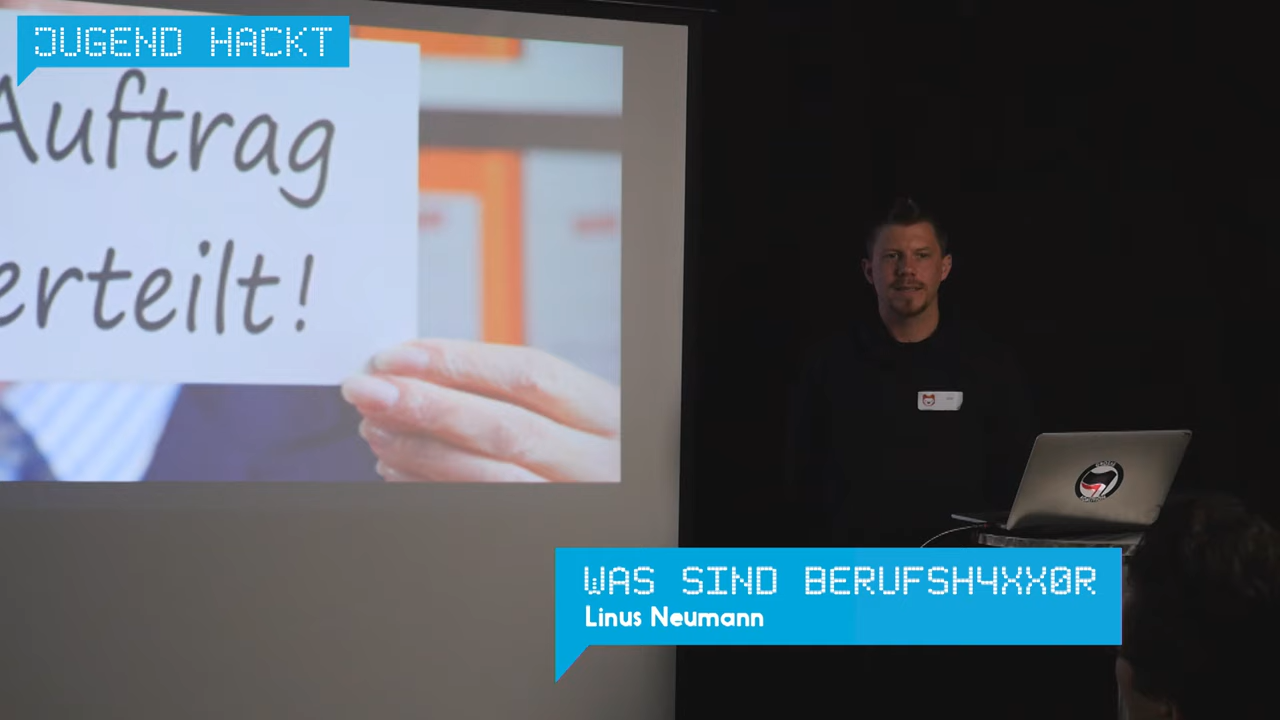 JUGEND HACKT
Auftrag
erteilt!
WAS SIND BERUFSH4XX0R
Linus Neumann